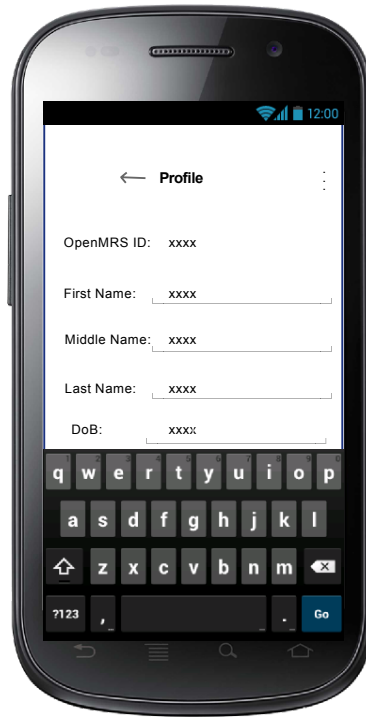 12:00
Profile
OpenMRS ID: xxxx
First Name: xxxx
Middle Name: xxxx
Last Name: xxxx
DoB: xxxx
q w e r t y u i o p
a s d f g h j k l
z x c v b n m
?123 , . Go